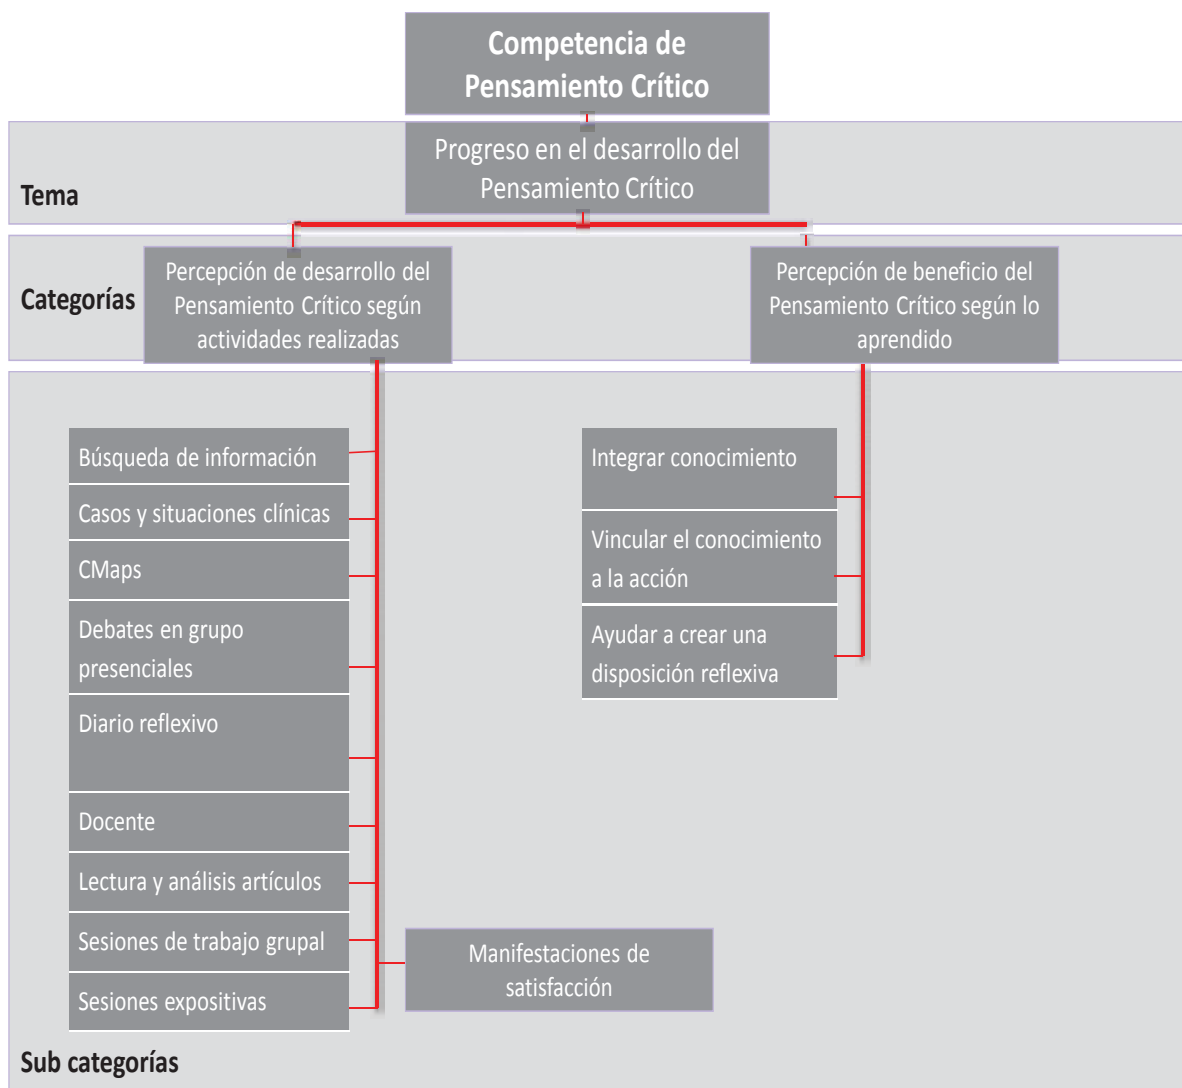 Competencia de
Pensamiento Crítico
Progreso en el desarrollo del
Pensamiento Crítico
Tema
Categorías
Percepción de desarrollo del
Pensamiento Crítico según
actividades realizadas
Percepción de beneficio del
Pensamiento Crítico según lo
aprendido
Búsqueda de información
Casos y situaciones clínicas
CMaps
Debates en grupo
presenciales
Diario reflexivo
Docente
Lectura y análisis artículos
Sesiones de trabajo grupal
Sesiones expositivas
Manifestaciones de
satisfacción
Integrar conocimiento
Vincular el conocimiento
a la acción
Ayudar a crear una
disposición reflexiva
Sub categorías